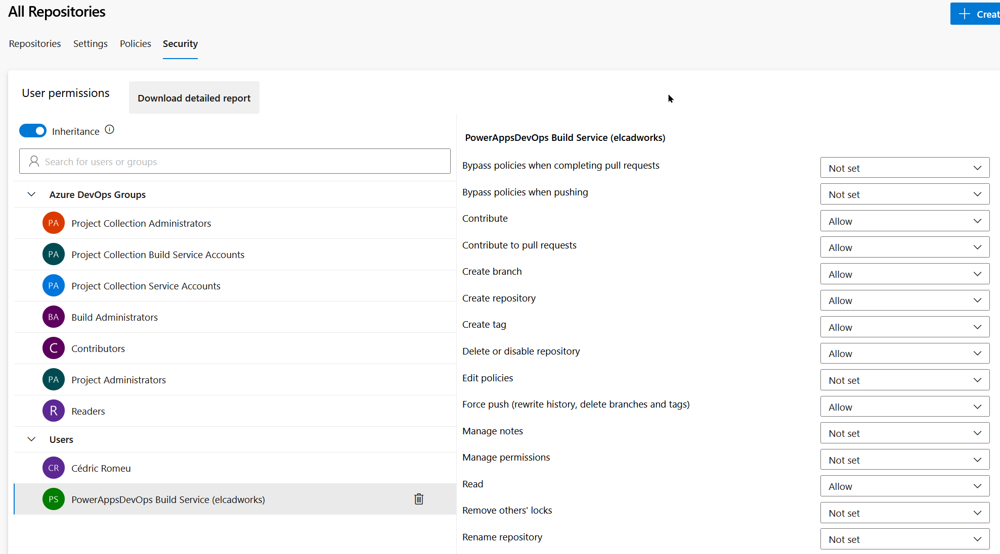 All Repositories
Creat
Repositories Settings Policies Security
User permissions
Download detailed report
Inheritance
Search for users or groups
Azure DevOps Groups
PA Project Collection Administrators
PA Project Collection Build Service Accounts
PA Project Collection Service Accounts
BA Build Administrators
C Contributors
PA Project Administrators
R Readers
Users
CR Cédric Romeu
PS PowerAppsDevOps Build Service (elcadworks)
PowerAppsDevOps Build Service (elcadworks)
Bypass policies when completing pull requests Not set
Bypass policies when pushing Not set
Contribute Allow
Contribute to pull requests Allow
Create branch Allow
Create repository Allow
Create tag Allow
Delete or disable repository Allow
Edit policies Not set
Force push (rewrite history, delete branches and tags) Allow
Manage notes Not set
Manage permissions Not set
Read Allow
Remove others' locks Not set
Rename repository Not set